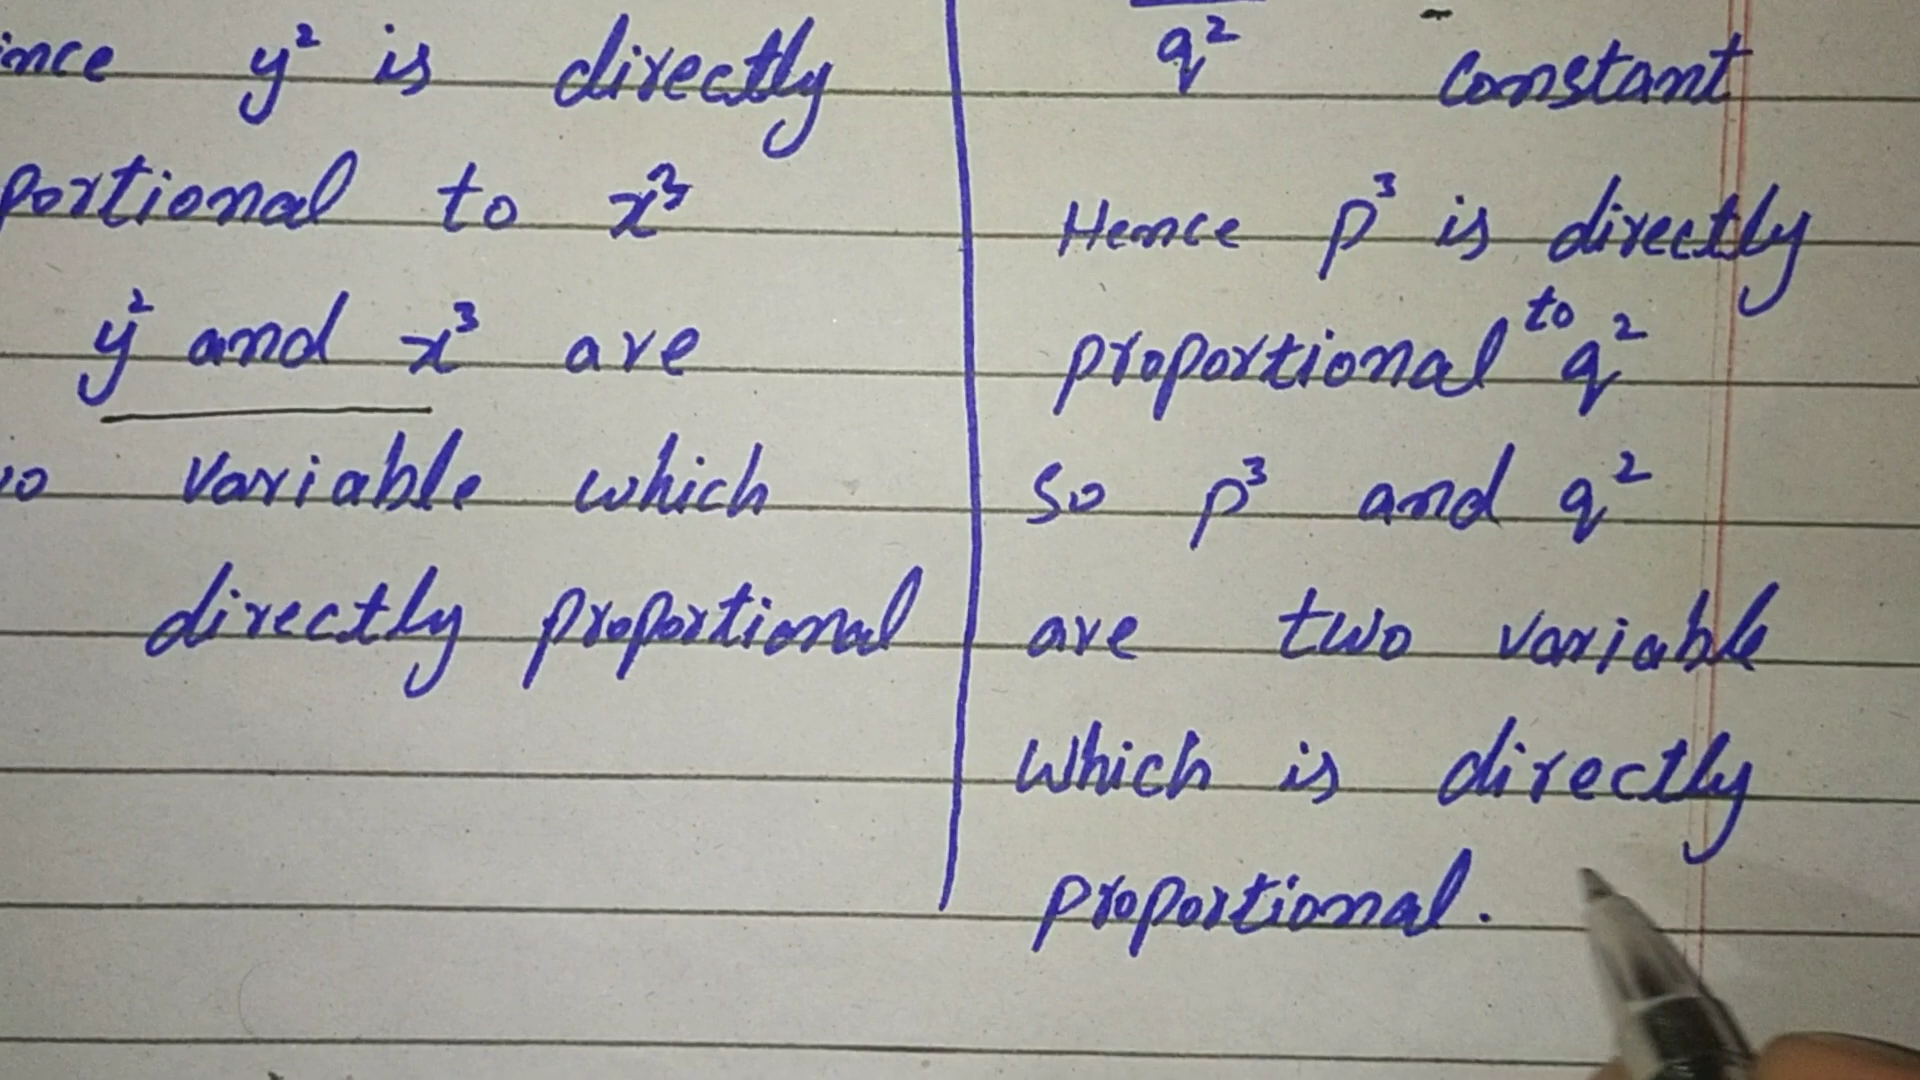 y² is directly
to x³
y² and x³ are
variable which
directly proportional
q² constant
Hence p³ is directly
proportional to q²
So p³ and q²
are two variable
which is directly
proportional.